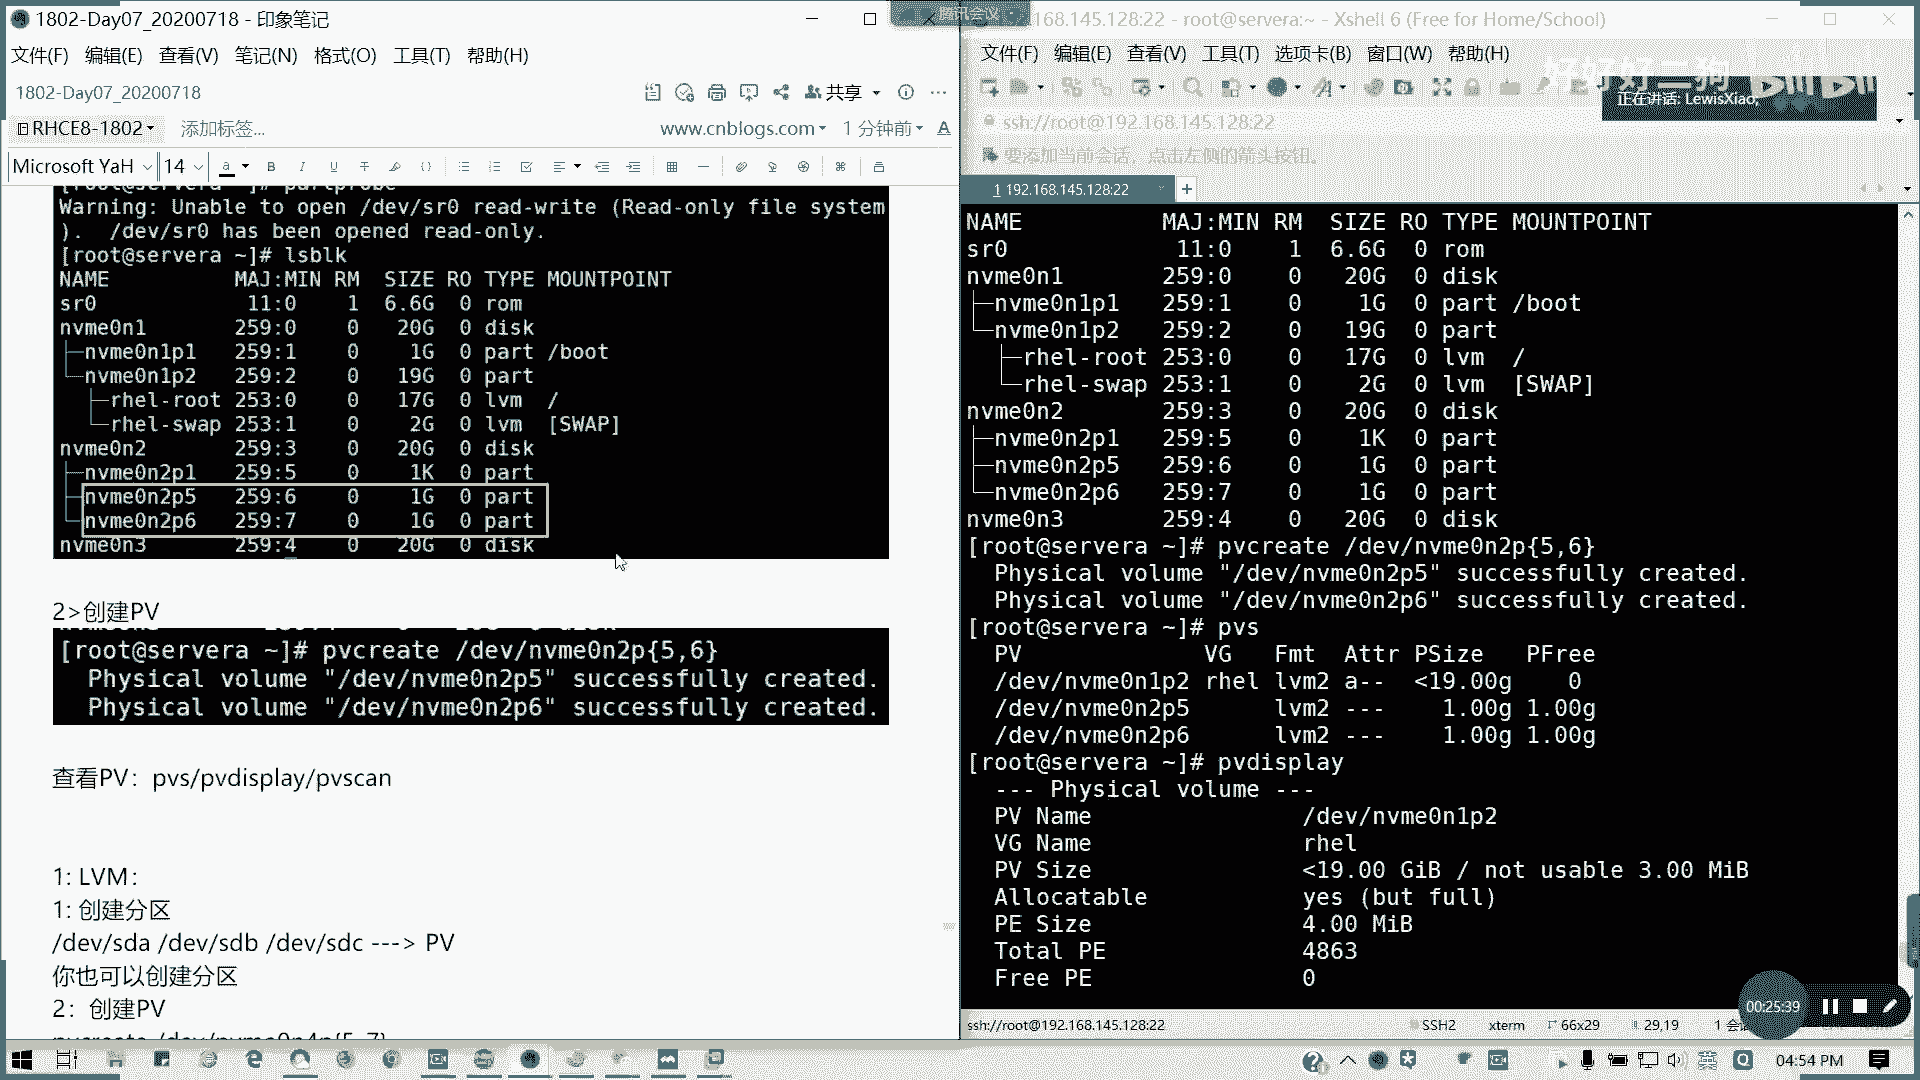 1802-Day07_20200718 - 印象笔记
文件(F) 编辑(E) 查看(V) 笔记(N) 格式(O) 工具(T) 帮助(H)
1802-Day07_20200718
共享
RHCE8-1802 添加标签...
www.cnblogs.com 1 分钟前
Microsoft YaH 14
Warning: Unable to open /dev/sr0 read-write (Read-only file system
). /dev/sr0 has been opened read-only.
[root@servera ~]# lsblk
NAME MAJ:MIN RM SIZE RO TYPE MOUNTPOINT
sr0 11:0 1 6.6G 0 rom
nvme0n1 259:0 0 20G 0 disk
├─nvme0n1p1 259:1 0 1G 0 part /boot
└─nvme0n1p2 259:2 0 19G 0 part
├─rhel-root 253:0 0 17G 0 lvm /
└─rhel-swap 253:1 0 2G 0 lvm [SWAP]
nvme0n2 259:3 0 20G 0 disk
├─nvme0n2p1 259:5 0 1K 0 part
├─nvme0n2p5 259:6 0 1G 0 part
└─nvme0n2p6 259:7 0 1G 0 part
nvme0n3 259:4 0 20G 0 disk
2>创建PV
[root@servera ~]# pvcreate /dev/nvme0n2p{5,6}
Physical volume "/dev/nvme0n2p5" successfully created.
Physical volume "/dev/nvme0n2p6" successfully created.
查看PV：pvs/pvdisplay/pvscan
1: LVM：
1: 创建分区
/dev/sda /dev/sdb /dev/sdc ---> PV
你也可以创建分区
2：创建PV
腾讯会议
.168.145.128:22 - root@servera:~ - Xshell 6 (Free for Home/School)
文件(F) 编辑(E) 查看(V) 工具(T) 选项卡(B) 窗口(W) 帮助(H)
好好好二狗
bilibili
正在讲话: LewisXiao,
ssh://root@192.168.145.128:22
要添加当前会话，点击左侧的箭头按钮。
1 192.168.145.128:22
NAME MAJ:MIN RM SIZE RO TYPE MOUNTPOINT
sr0 11:0 1 6.6G 0 rom
nvme0n1 259:0 0 20G 0 disk
├─nvme0n1p1 259:1 0 1G 0 part /boot
└─nvme0n1p2 259:2 0 19G 0 part
├─rhel-root 253:0 0 17G 0 lvm /
└─rhel-swap 253:1 0 2G 0 lvm [SWAP]
nvme0n2 259:3 0 20G 0 disk
├─nvme0n2p1 259:5 0 1K 0 part
├─nvme0n2p5 259:6 0 1G 0 part
└─nvme0n2p6 259:7 0 1G 0 part
nvme0n3 259:4 0 20G 0 disk
[root@servera ~]# pvcreate /dev/nvme0n2p{5,6}
Physical volume "/dev/nvme0n2p5" successfully created.
Physical volume "/dev/nvme0n2p6" successfully created.
[root@servera ~]# pvs
PV VG Fmt Attr PSize PFree
/dev/nvme0n1p2 rhel lvm2 a-- <19.00g 0
/dev/nvme0n2p5 lvm2 --- 1.00g 1.00g
/dev/nvme0n2p6 lvm2 --- 1.00g 1.00g
[root@servera ~]# pvdisplay
--- Physical volume ---
PV Name /dev/nvme0n1p2
VG Name rhel
PV Size <19.00 GiB / not usable 3.00 MiB
Allocatable yes (but full)
PE Size 4.00 MiB
Total PE 4863
Free PE 0
00:25:39
ssh://root@192.168.145.128:22 SSH2 xterm 66x29 29,19
04:54 PM